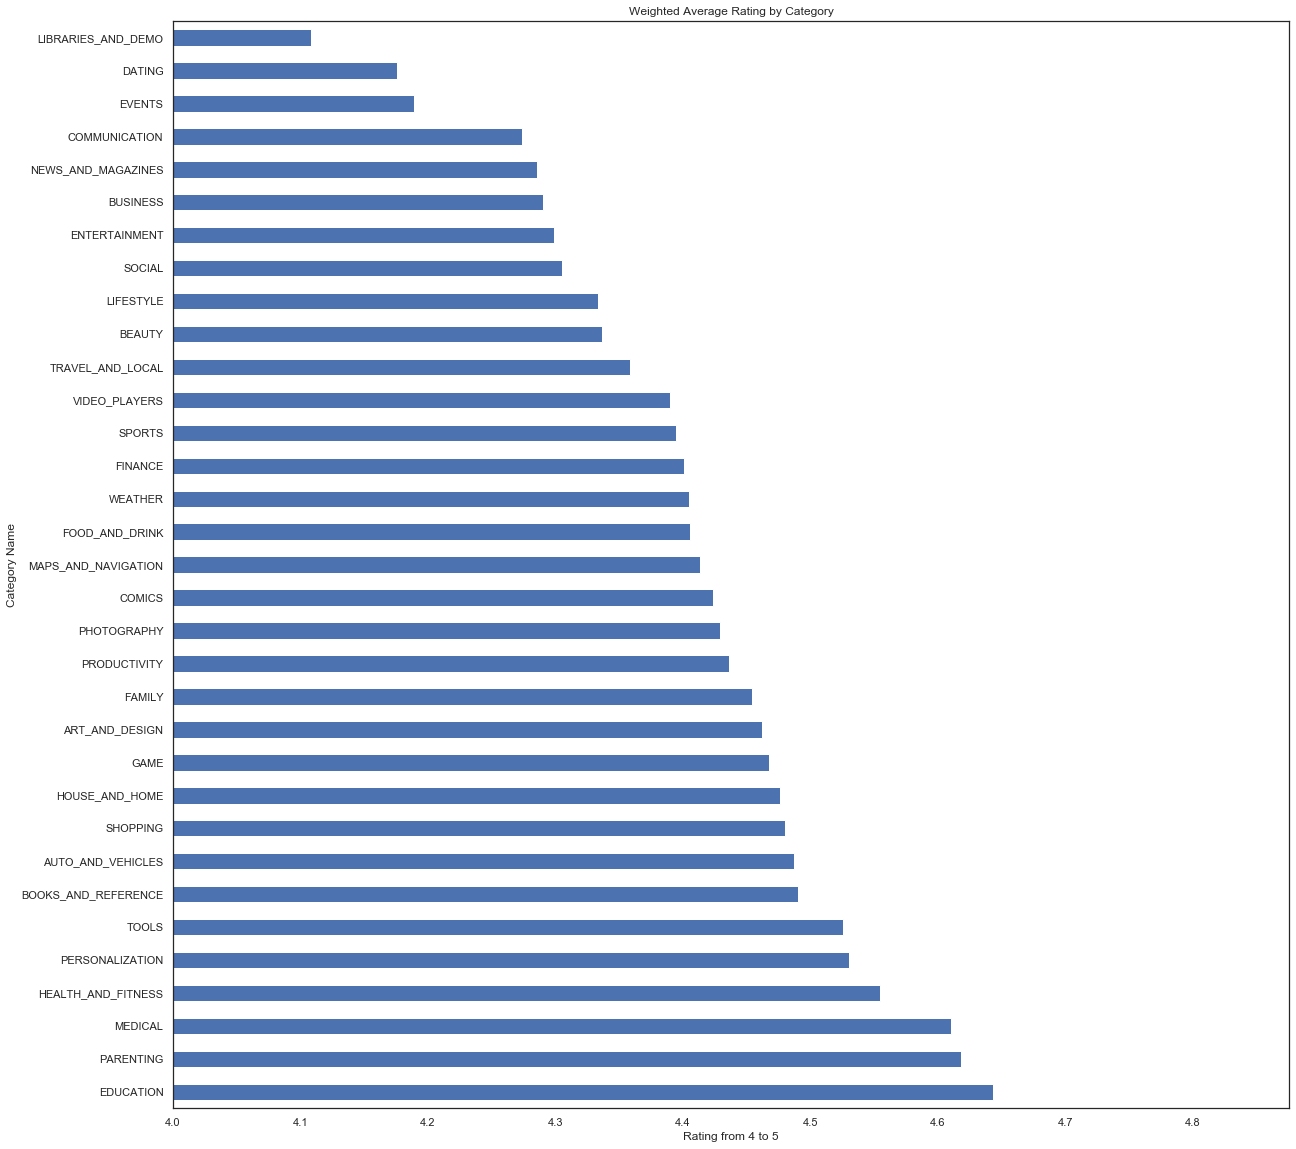 Weighted Average Rating by Category
LIBRARIES_AND_DEMO
DATING
EVENTS
COMMUNICATION
NEWS_AND_MAGAZINES
BUSINESS
ENTERTAINMENT
SOCIAL
LIFESTYLE
BEAUTY
TRAVEL_AND_LOCAL
VIDEO_PLAYERS
SPORTS
FINANCE
WEATHER
FOOD_AND_DRINK
MAPS_AND_NAVIGATION
COMICS
PHOTOGRAPHY
PRODUCTIVITY
FAMILY
ART_AND_DESIGN
GAME
HOUSE_AND_HOME
SHOPPING
AUTO_AND_VEHICLES
BOOKS_AND_REFERENCE
TOOLS
PERSONALIZATION
HEALTH_AND_FITNESS
MEDICAL
PARENTING
EDUCATION
Category Name
4.0 4.1 4.2 4.3 4.4 4.5 4.6 4.7 4.8
Rating from 4 to 5